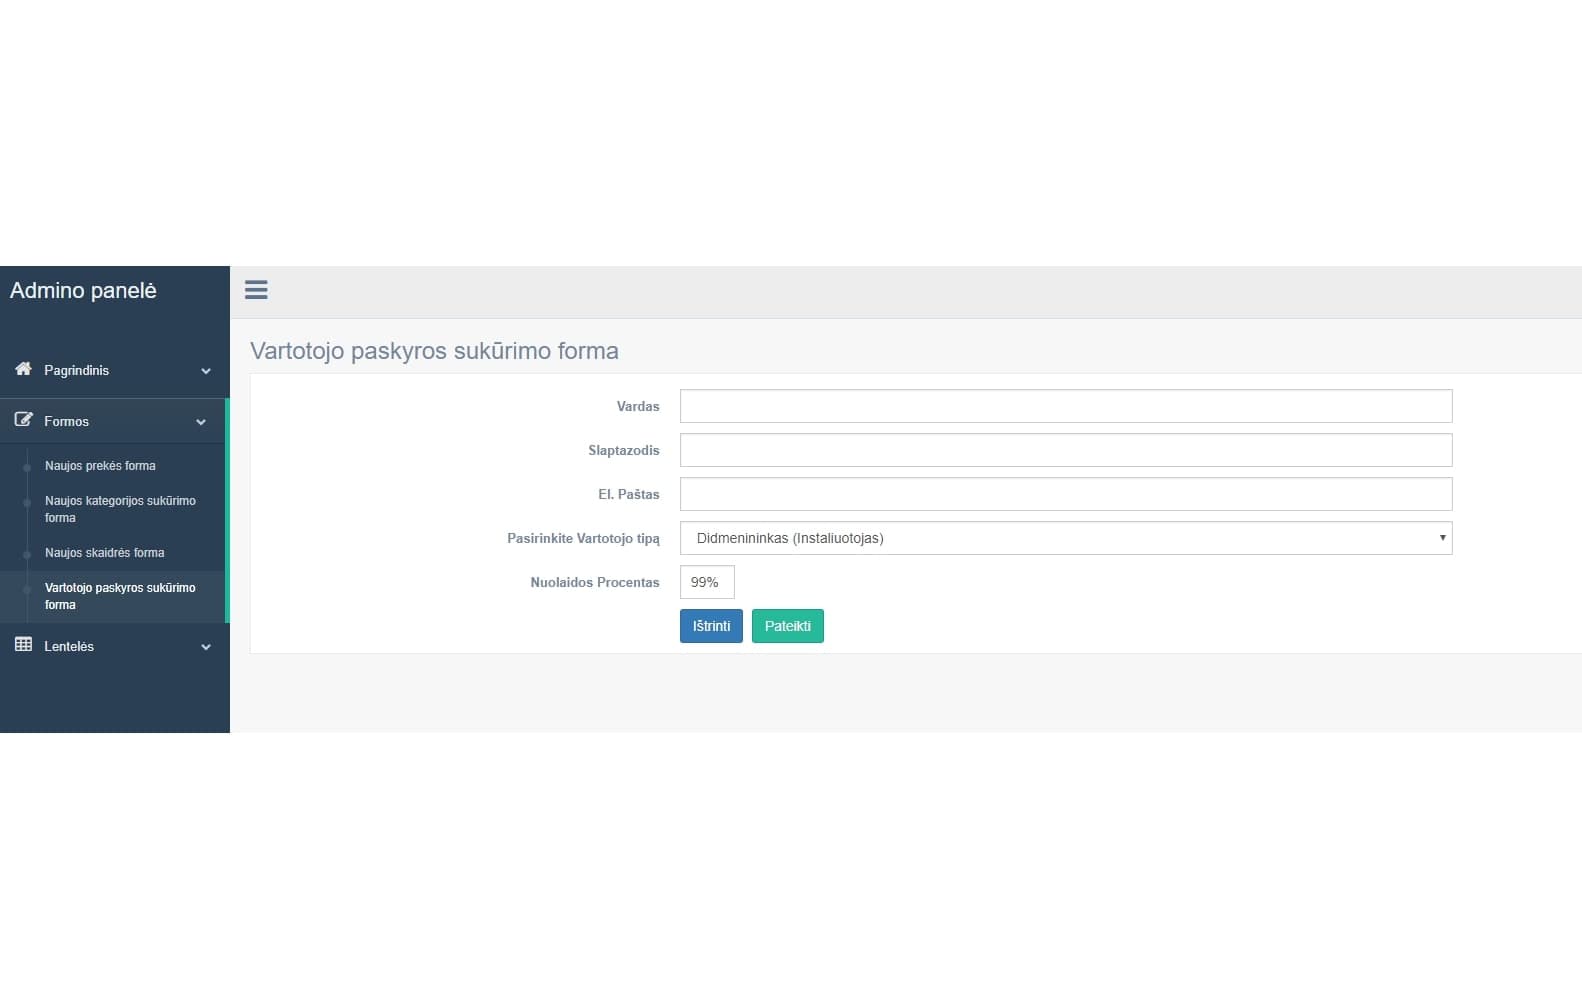 Admino panelė
Pagrindinis
Formos
Naujos prekės forma
Naujos kategorijos sukūrimo
forma
Naujos skaidrės forma
Vartotojo paskyros sukūrimo
forma
Lentelės
Vartotojo paskyros sukūrimo forma
Vardas
Slaptazodis
El. Paštas
Pasirinkite Vartotojo tipą
Didmenininkas (Instaliuotojas)
Nuolaidos Procentas
99%
Ištrinti
Pateikti